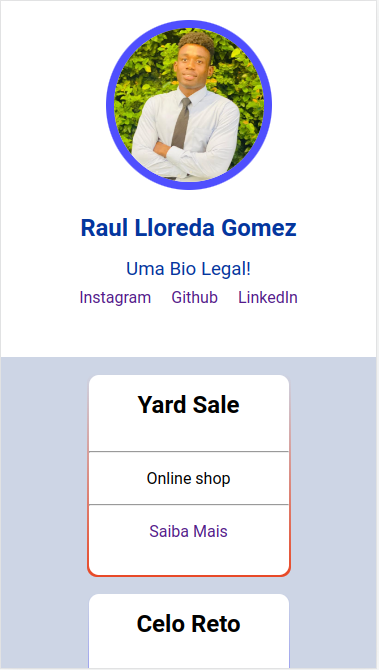 Raul Lloreda Gomez
Uma Bio Legal!
Instagram Github LinkedIn
Yard Sale
Online shop
Saiba Mais
Celo Reto